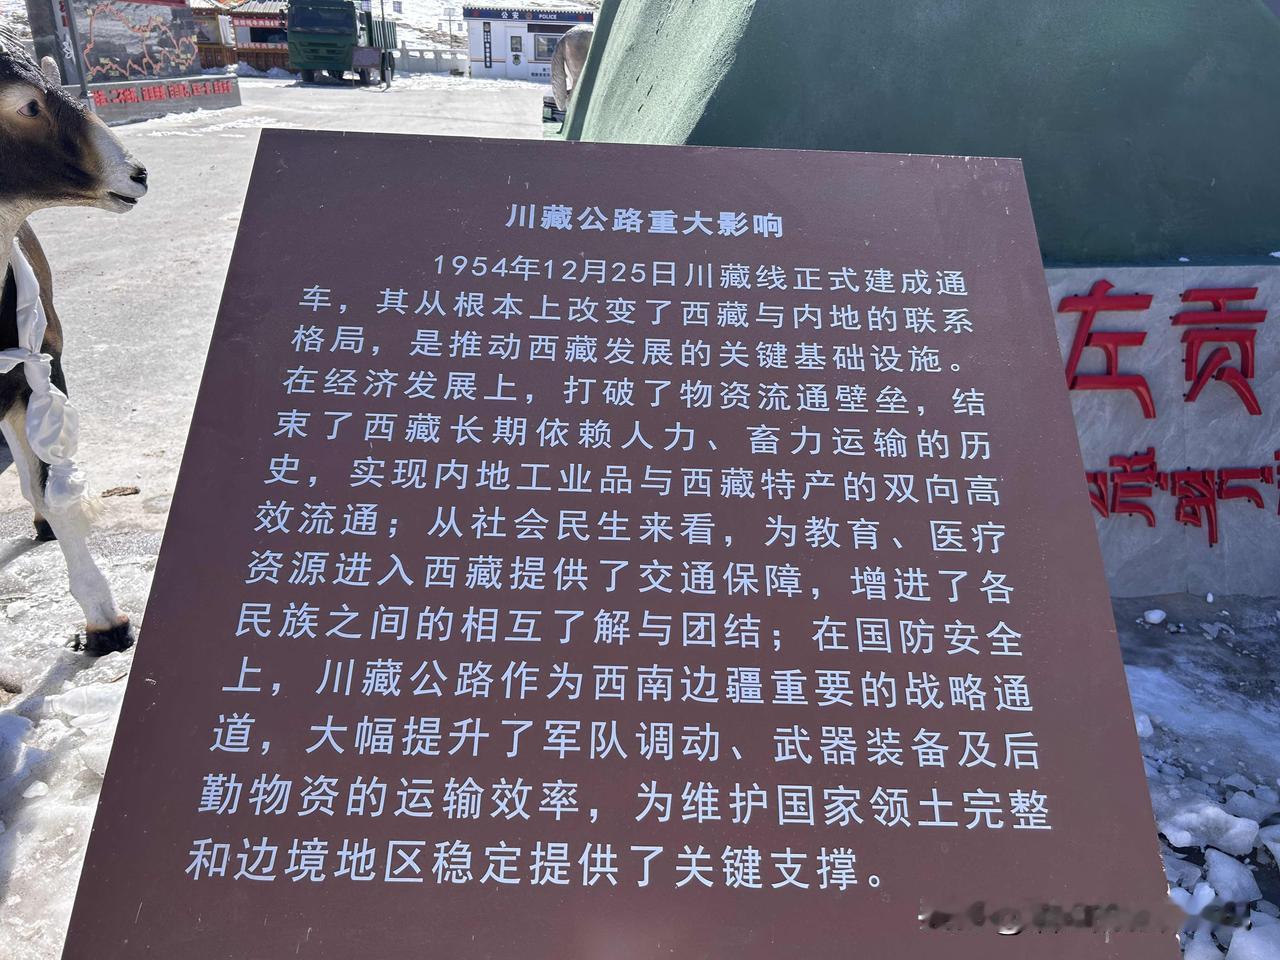 公安 POLICE
川藏公路重大影响
1954年12月25日川藏线正式建成通
车，其从根本上改变了西藏与内地的联系
格局，是推动西藏发展的关键基础设施。
在经济发展上，打破了物资流通壁垒，结
束了西藏长期依赖人力、畜力运输的历
史，实现内地工业品与西藏特产的双向高
效流通；从社会民生来看，为教育、医疗
资源进入西藏提供了交通保障，增进了各
民族之间的相互了解与团结；在国防安全
上，川藏公路作为西南边疆重要的战略通
道，大幅提升了军队调动、武器装备及后
勤物资的运输效率，为维护国家领土完整
和边境地区稳定提供了关键支撑。
左贡